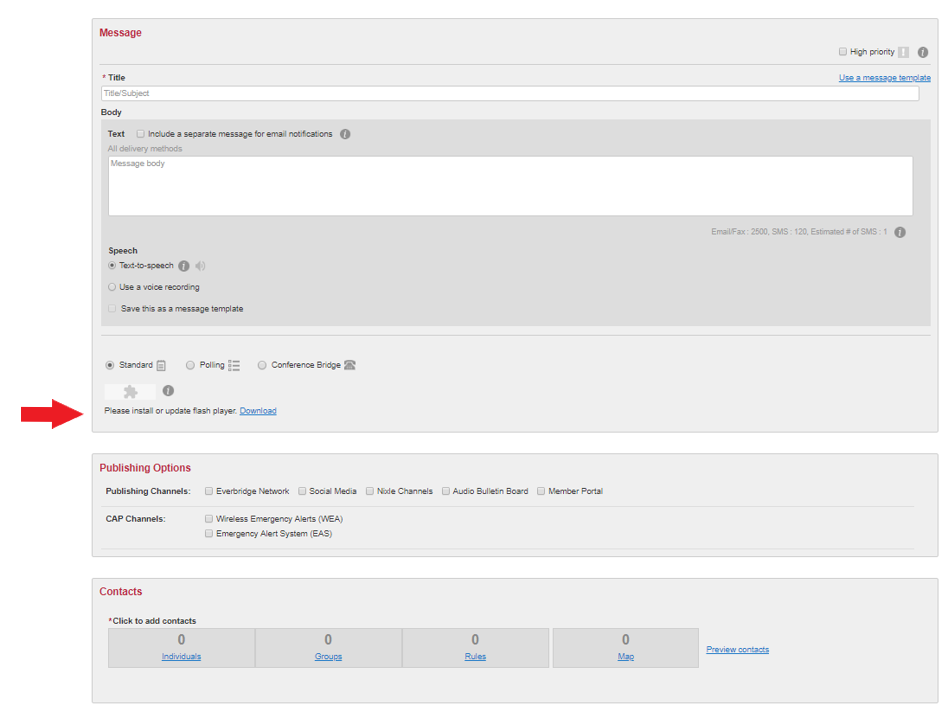 Message
High priority
* Title
Use a message template
Title/Subject
Body
Text Include a separate message for email notifications
All delivery methods
Message body
Email/Fax : 2500, SMS : 120, Estimated # of SMS : 1
Speech
Text-to-speech
Use a voice recording
Save this as a message template
Standard Polling Conference Bridge
Please install or update flash player. Download
Publishing Options
Publishing Channels: Everbridge Network Social Media Nixle Channels Audio Bulletin Board Member Portal
CAP Channels: Wireless Emergency Alerts (WEA)
Emergency Alert System (EAS)
Contacts
*Click to add contacts
0 0 0 0
Individuals Groups Rules Map Preview contacts